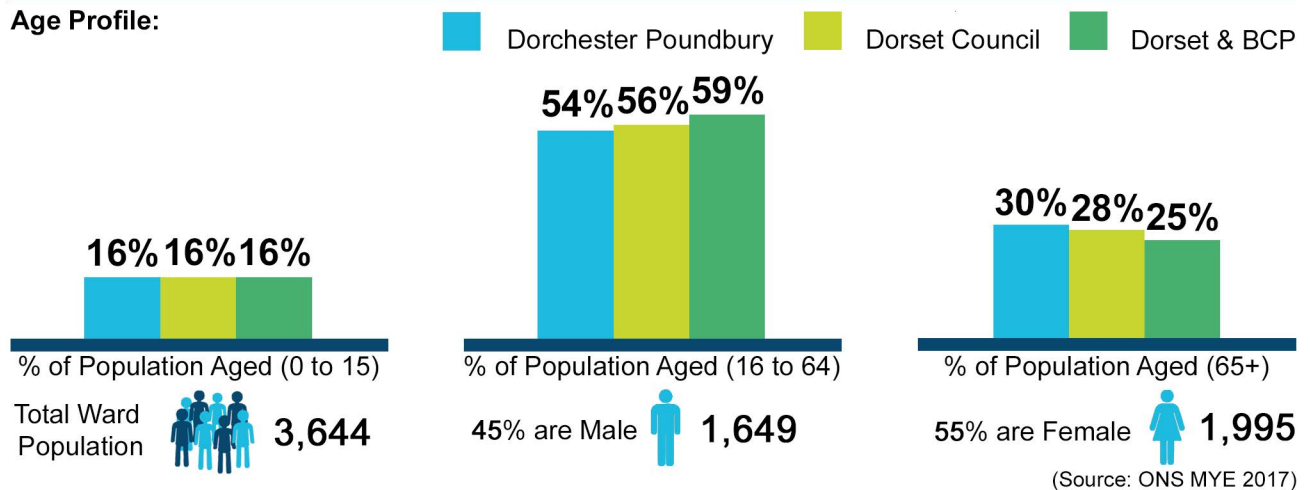 Age Profile:
Dorchester Poundbury
Dorset Council
Dorset & BCP
16% 16% 16%
% of Population Aged (0 to 15)
54% 56% 59%
% of Population Aged (16 to 64)
30% 28% 25%
% of Population Aged (65+)
Total Ward
Population
3,644
45% are Male
1,649
55% are Female
1,995
(Source: ONS MYE 2017)